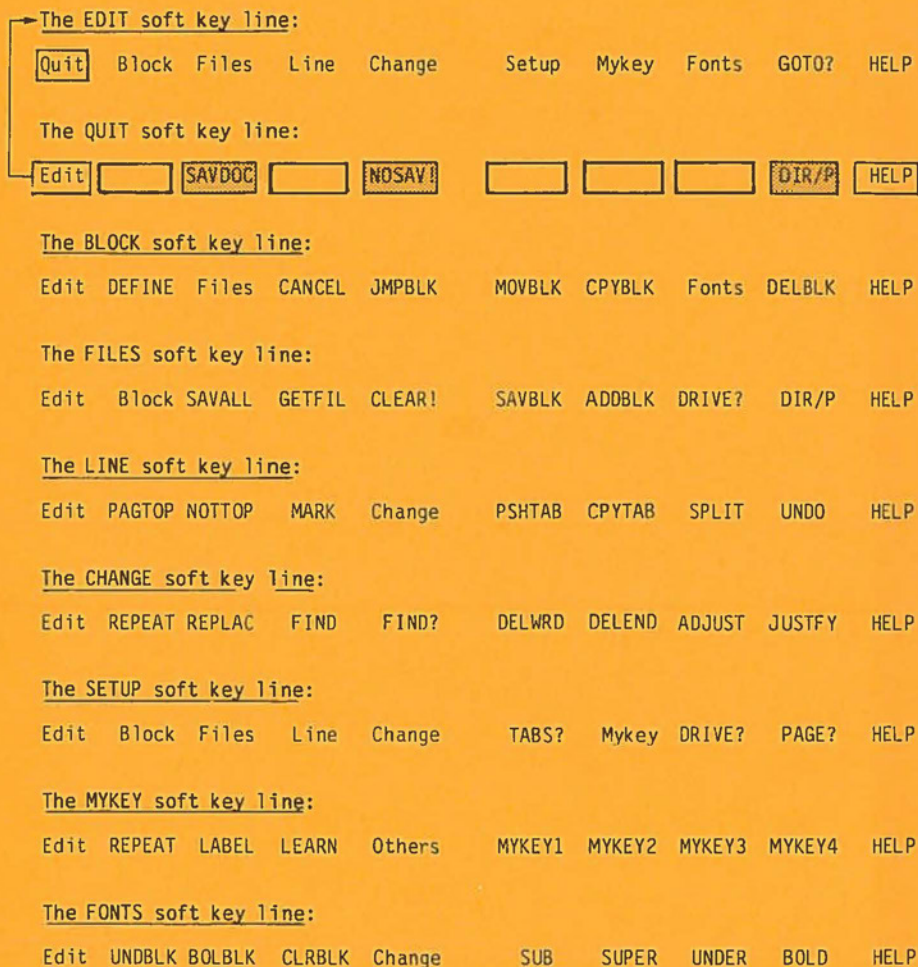 The EDIT soft key line:
Quit Block Files Line Change Setup Mykey Fonts GOTO? HELP
The QUIT soft key line:
Edit SAVDOC NOSAV! DIR/P HELP
The BLOCK soft key line:
Edit DEFINE Files CANCEL JMPBLK MOVBLK CPYBLK Fonts DELBLK HELP
The FILES soft key line:
Edit Block SAVALL GETFIL CLEAR! SAVBLK ADDBLK DRIVE? DIR/P HELP
The LINE soft key line:
Edit PAGTOP NOTTOP MARK Change PSHTAB CPYTAB SPLIT UNDO HELP
The CHANGE soft key line:
Edit REPEAT REPLAC FIND FIND? DELWRD DELEND ADJUST JUSTFY HELP
The SETUP soft key line:
Edit Block Files Line Change TABS? Mykey DRIVE? PAGE? HELP
The MYKEY soft key line:
Edit REPEAT LABEL LEARN Others MYKEY1 MYKEY2 MYKEY3 MYKEY4 HELP
The FONTS soft key line:
Edit UNDBLK BOLBLK CLRBLK Change SUB SUPER UNDER BOLD HELP